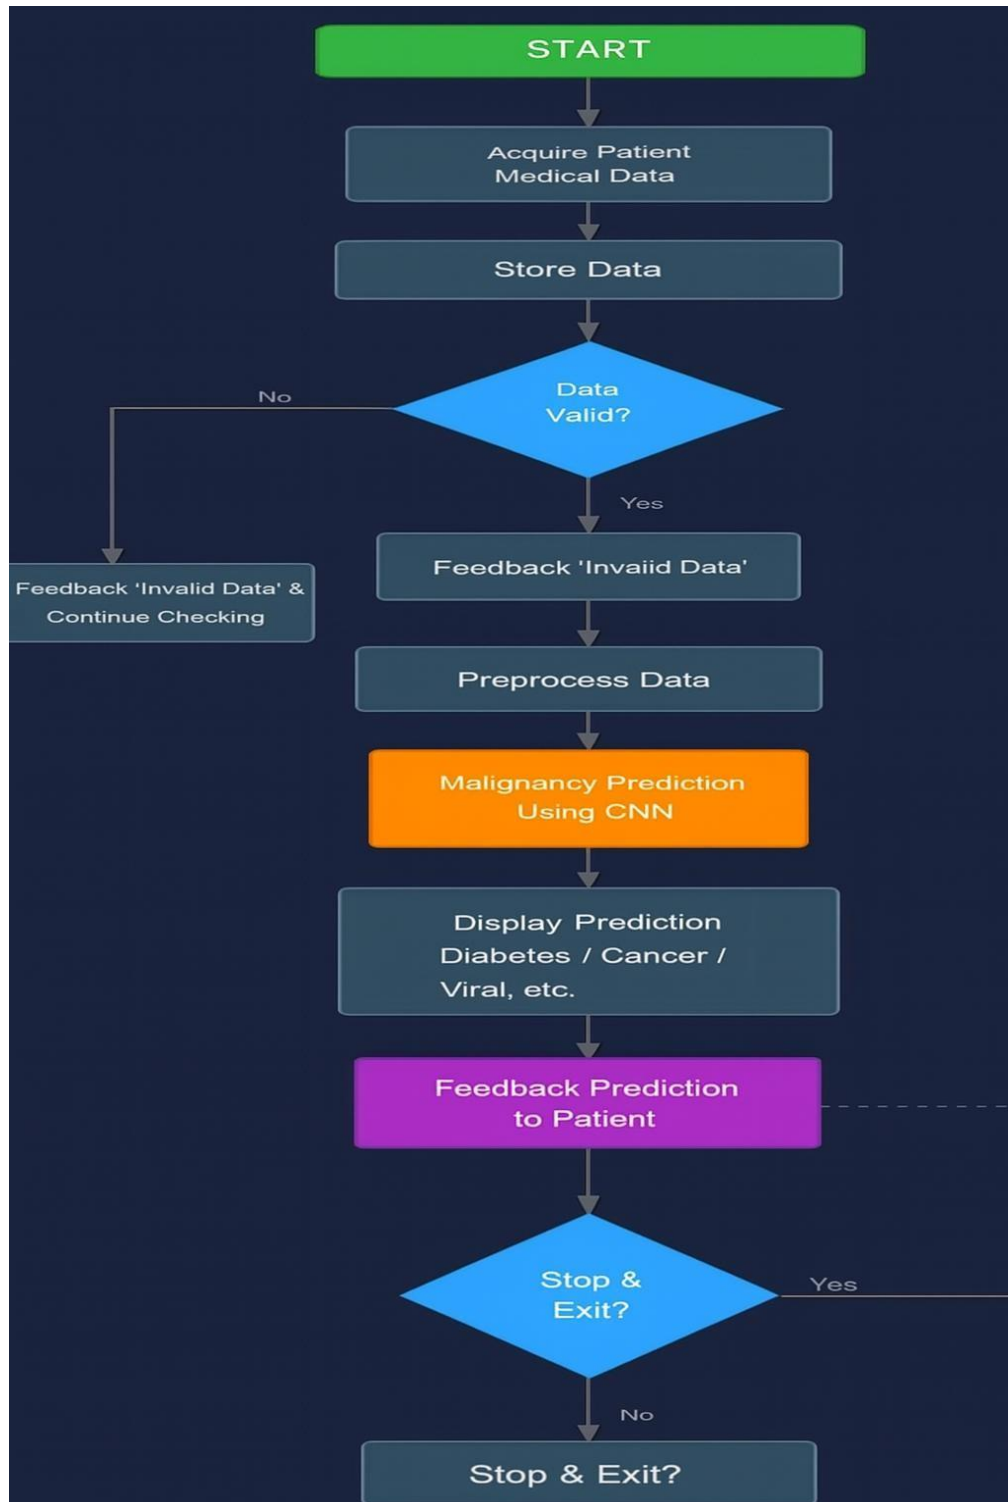 START
Acquire Patient
Medical Data
Store Data
Data
Valid?
No
Yes
Feedback 'Invalid Data' &
Continue Checking
Feedback 'Invaiid Data'
Preprocess Data
Malignancy Prediction
Using CNN
Display Prediction
Diabetes / Cancer /
Viral, etc.
Feedback Prediction
to Patient
Stop &
Exit?
Yes
No
Stop & Exit?